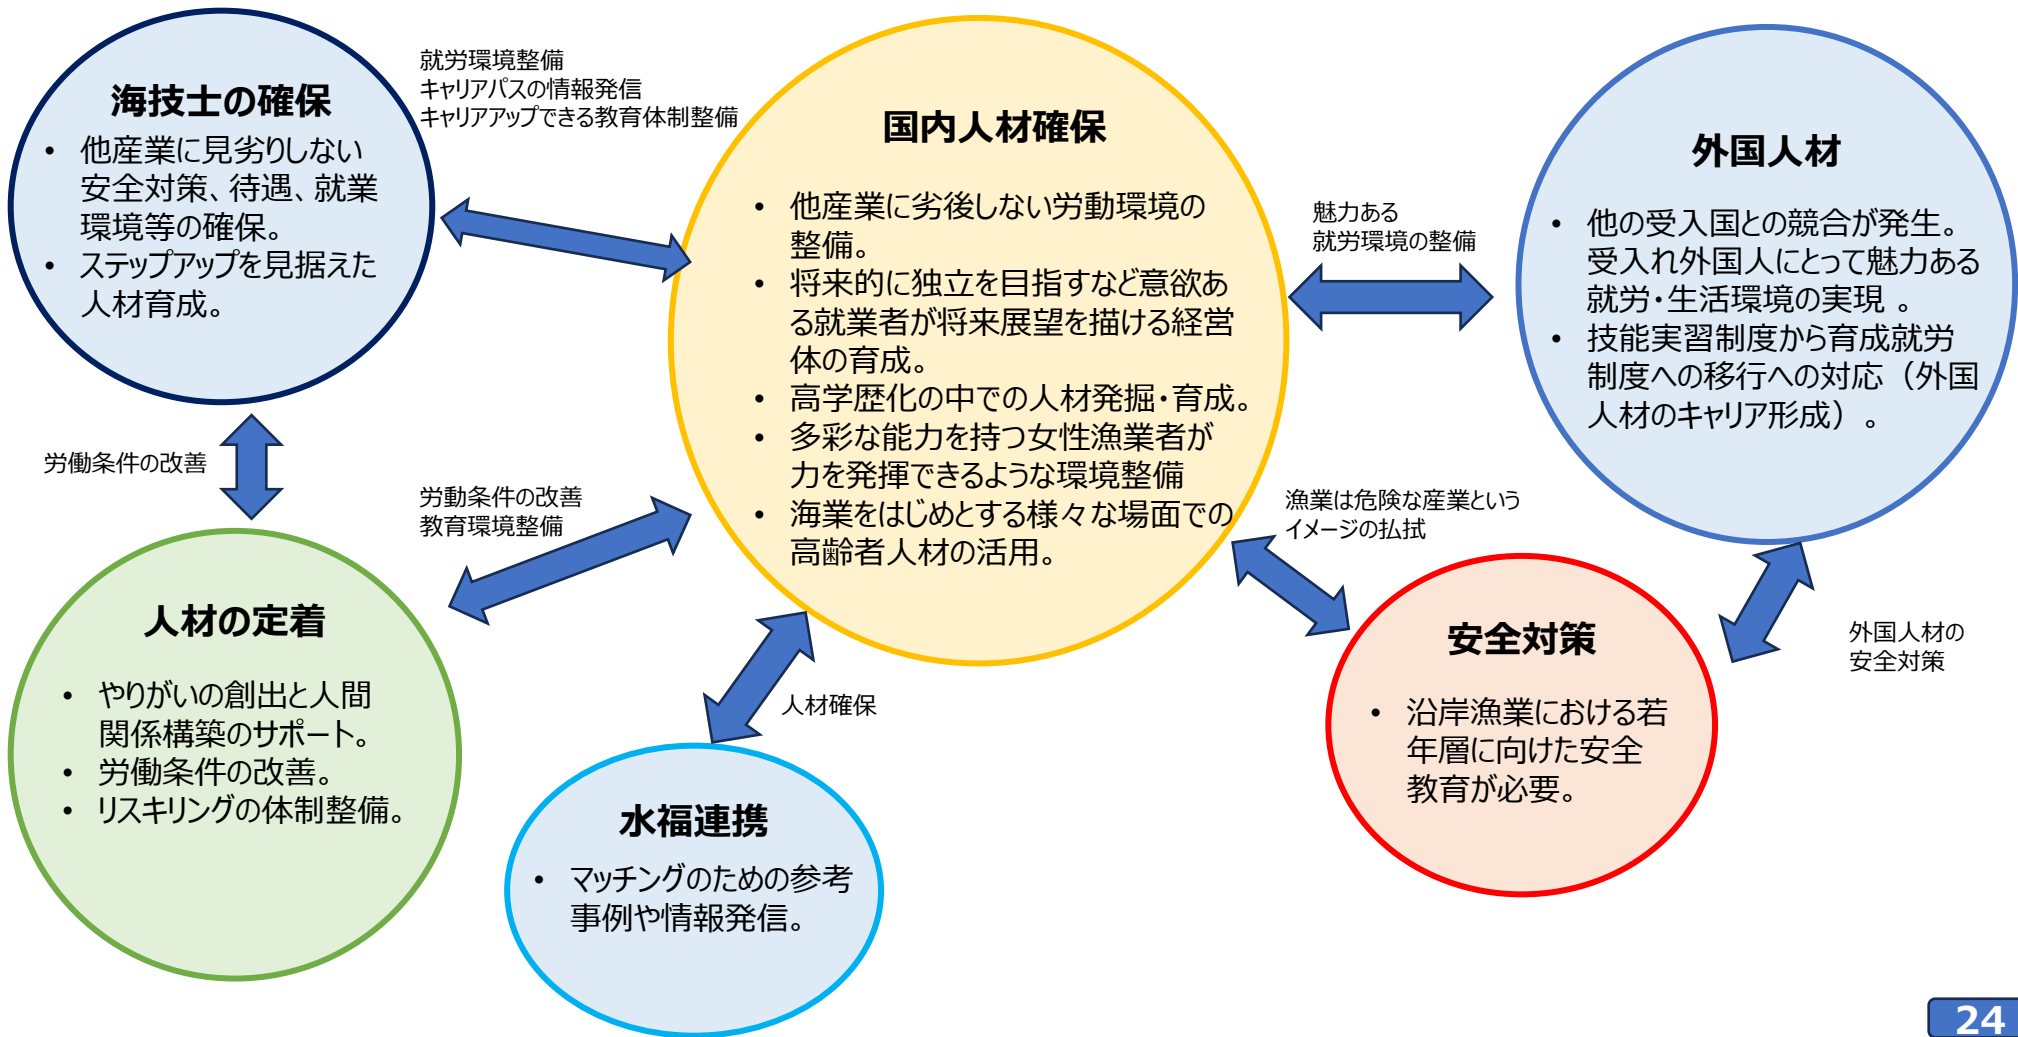 海技士の確保
• 他産業に見劣りしない
安全対策、待遇、就業
環境等の確保。
• ステップアップを見据えた
人材育成。
就労環境整備
キャリアパスの情報発信
キャリアアップできる教育体制整備
国内人材確保
• 他産業に劣後しない労働環境の
整備。
• 将来的に独立を目指すなど意欲あ
る就業者が将来展望を描ける経営
体の育成。
• 高学歴化の中での人材発掘・育成。
• 多彩な能力を持つ女性漁業者が
力を発揮できるような環境整備
• 海業をはじめとする様々な場面での
高齢者人材の活用。
魅力ある
就労環境の整備
外国人材
• 他の受入国との競合が発生。
受入れ外国人にとって魅力ある
就労・生活環境の実現 。
• 技能実習制度から育成就労
制度への移行への対応（外国
人材のキャリア形成）。
労働条件の改善
労働条件の改善
教育環境整備
漁業は危険な産業という
イメージの払拭
人材の定着
• やりがいの創出と人間
関係構築のサポート。
• 労働条件の改善。
• リスキリングの体制整備。
人材確保
水福連携
• マッチングのための参考
事例や情報発信。
安全対策
• 沿岸漁業における若
年層に向けた安全
教育が必要。
外国人材の
安全対策
24